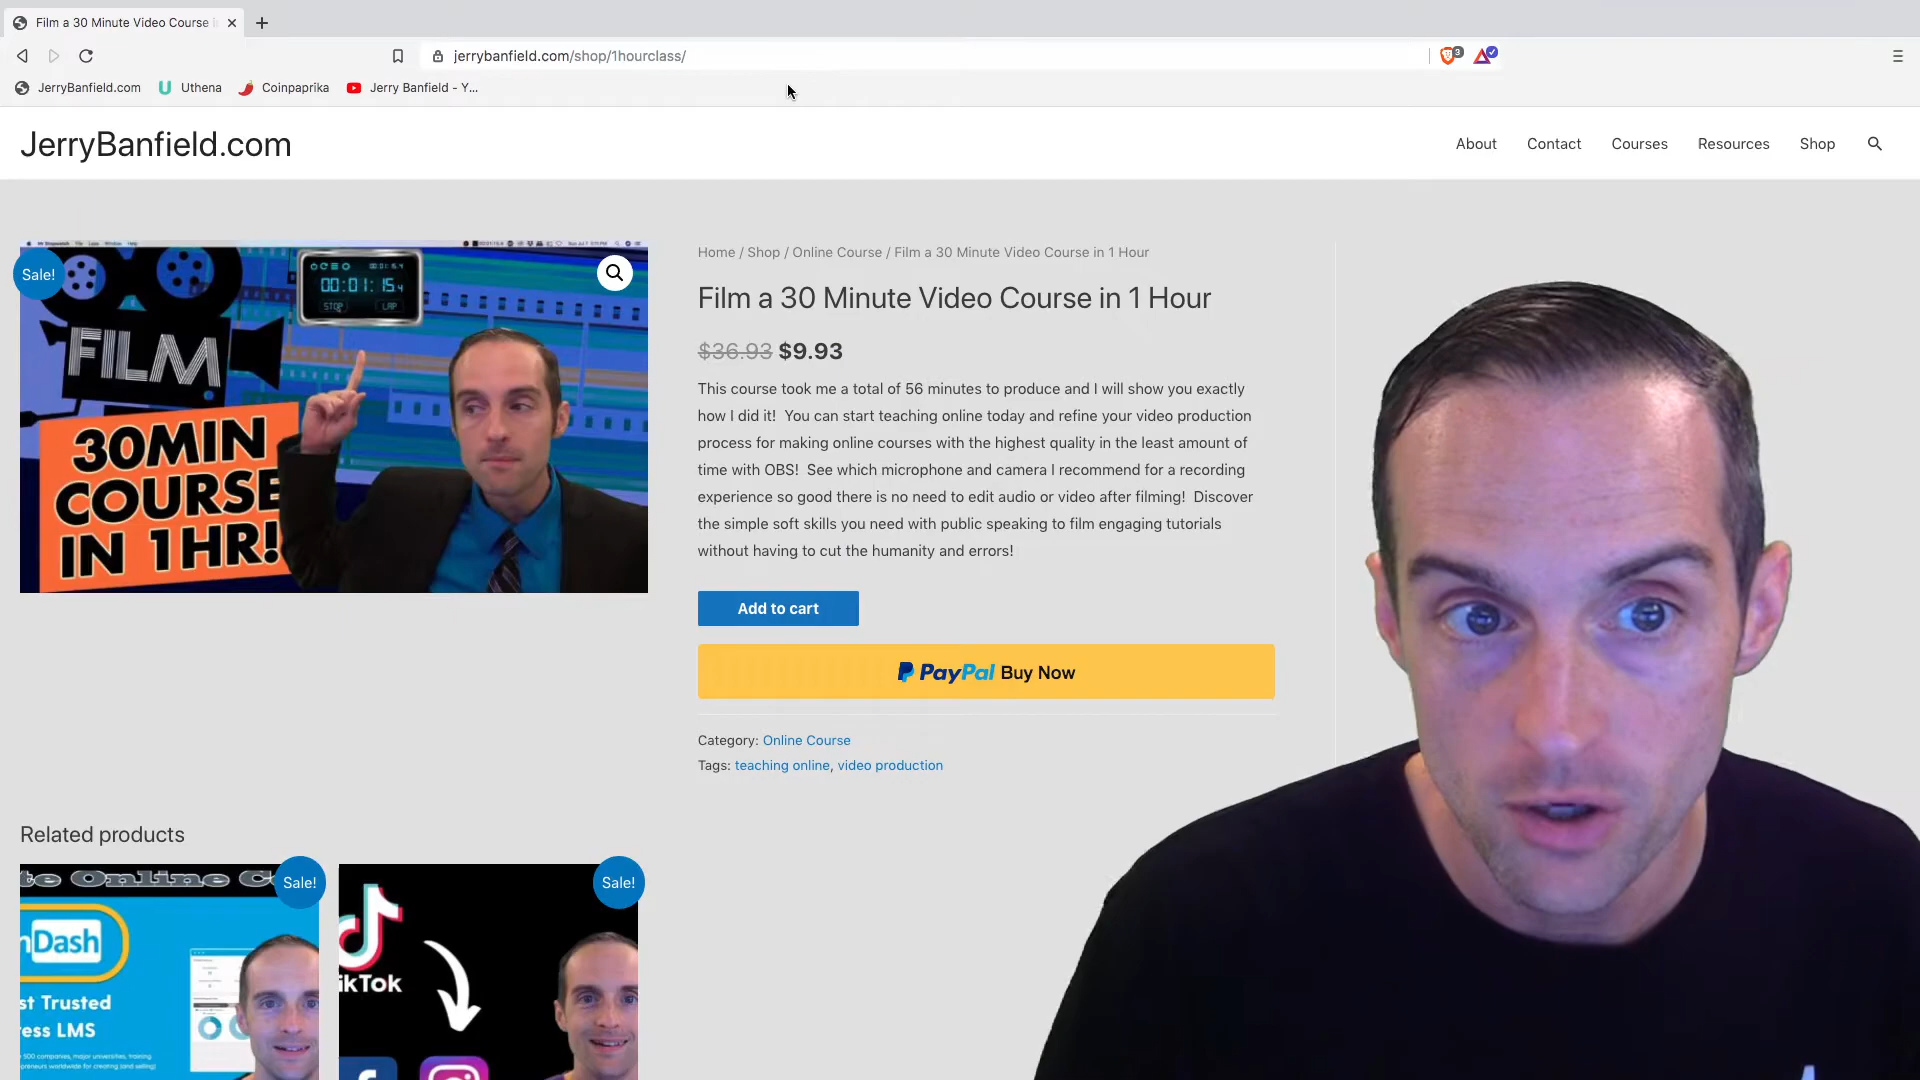 Film a 30 Minute Video Course i
jerrybanfield.com/shop/1hourclass/
3
JerryBanfield.com
Uthena
Coinpaprika
Jerry Banfield - Y...
JerryBanfield.com
About
Contact
Courses
Resources
Shop
Sale!
00:01:15.4
STOP
LAP
FILM
30MIN
COURSE
IN 1HR!
Home / Shop / Online Course / Film a 30 Minute Video Course in 1 Hour
Film a 30 Minute Video Course in 1 Hour
$36.93 $9.93
This course took me a total of 56 minutes to produce and I will show you exactly
how I did it! You can start teaching online today and refine your video production
process for making online courses with the highest quality in the least amount of
time with OBS! See which microphone and camera I recommend for a recording
experience so good there is no need to edit audio or video after filming! Discover
the simple soft skills you need with public speaking to film engaging tutorials
without having to cut the humanity and errors!
Add to cart
PayPal Buy Now
Category: Online Course
Tags: teaching online, video production
Related products
te Online C
Sale!
nDash
st Trusted
ress LMS
Sale!
ikTok